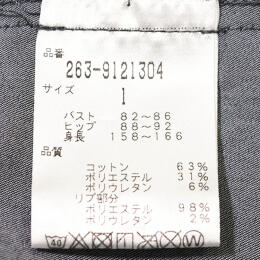 品番
263-9121304
サイズ
1
バスト 82~86
ヒップ 88~92
身長 158~166
品質
コットン 63%
ポリエステル 31%
ポリウレタン 6%
リブ部分
ポリエステル 98%
ポリウレタン 2%
40
W